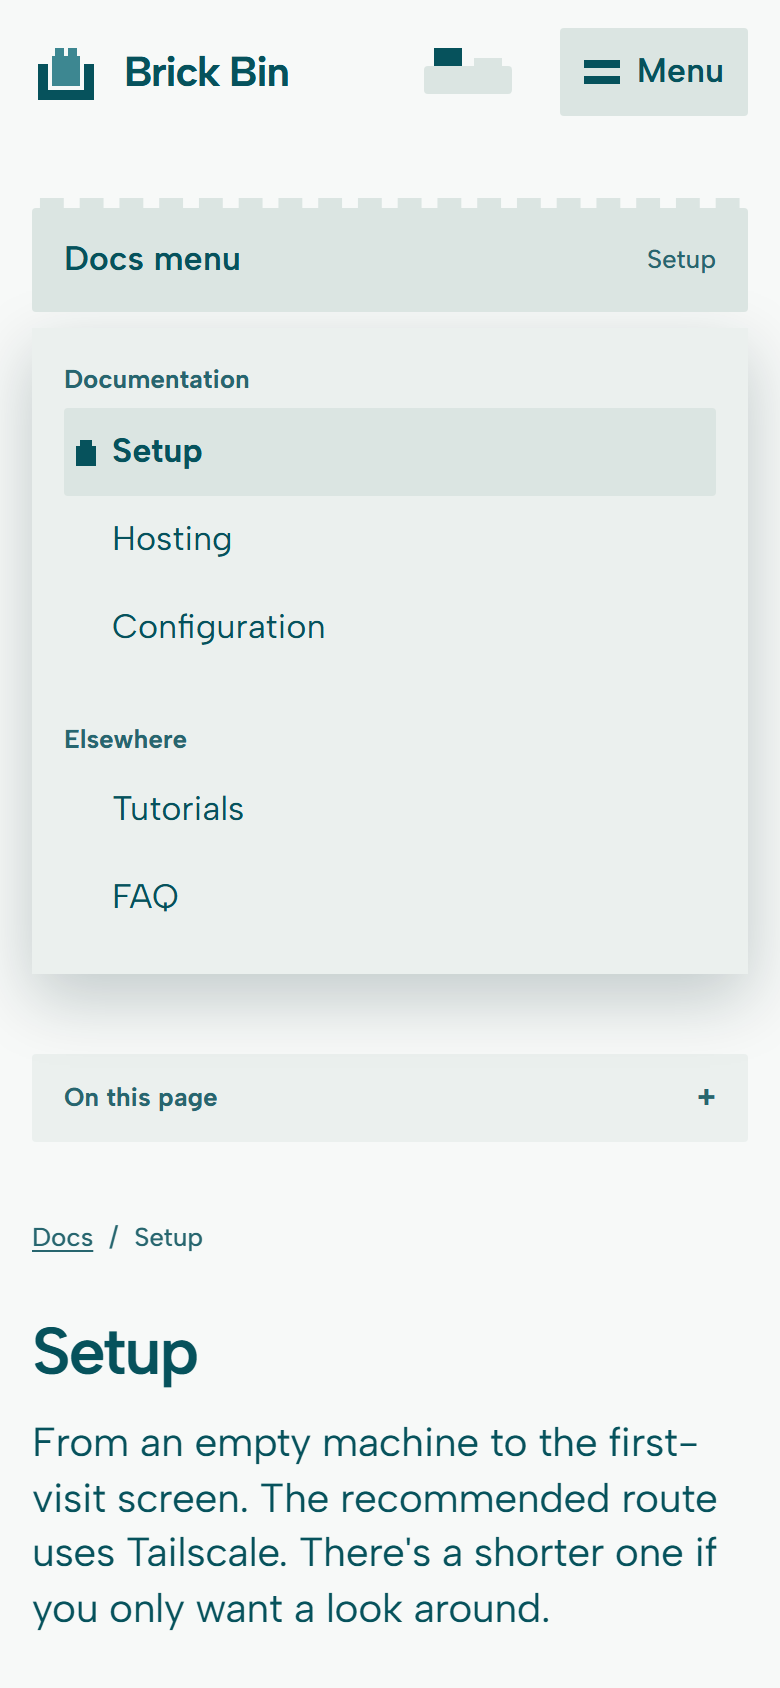 Brick Bin
Menu
Docs menu
Setup
Documentation
Setup
Hosting
Configuration
Elsewhere
Tutorials
FAQ
On this page +
Docs / Setup
Setup
From an empty machine to the first-
visit screen. The recommended route
uses Tailscale. There's a shorter one if
you only want a look around.